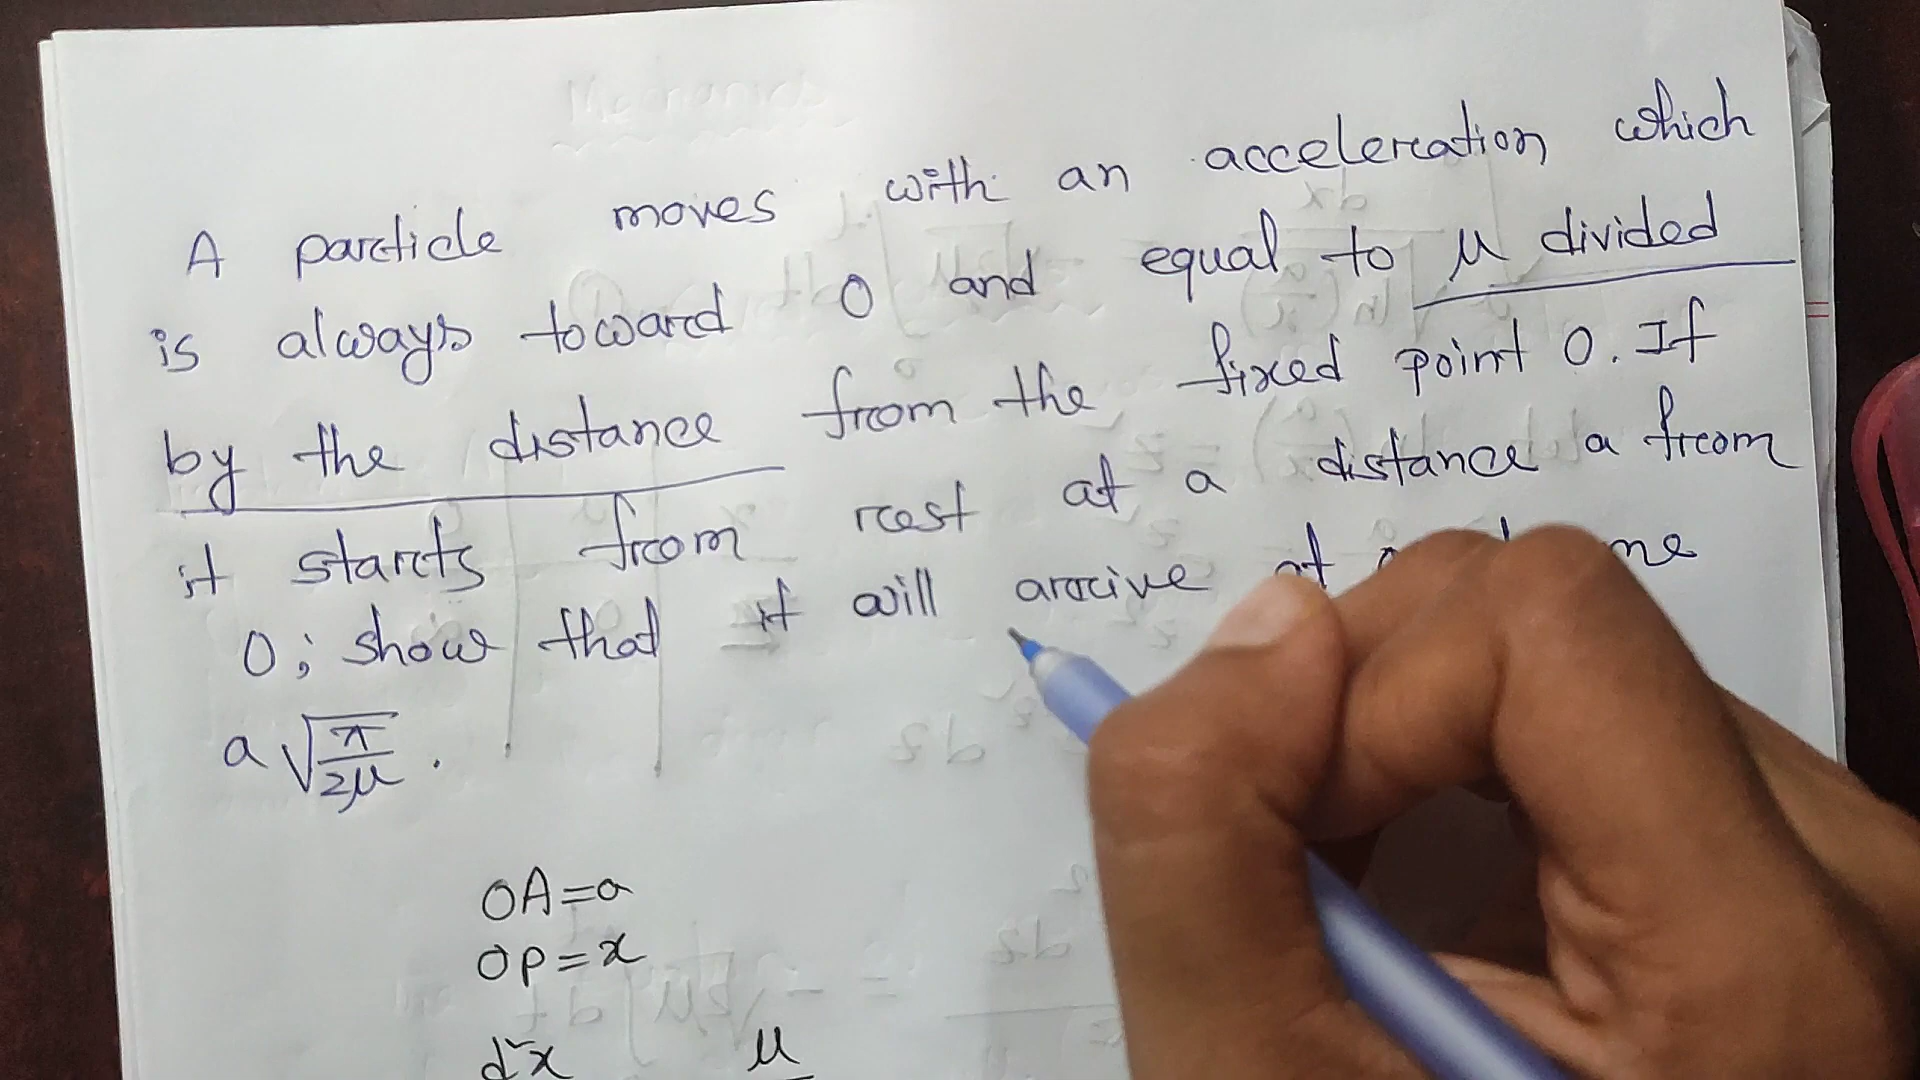 A particle moves with an acceleration which
is always toward O and equal to μ divided
by the distance from the fixed point O. If
it starts from rest at a distance a from
O; show that it will arrive at
a √(π/2μ).
OA=a
OP=x
d²x μ